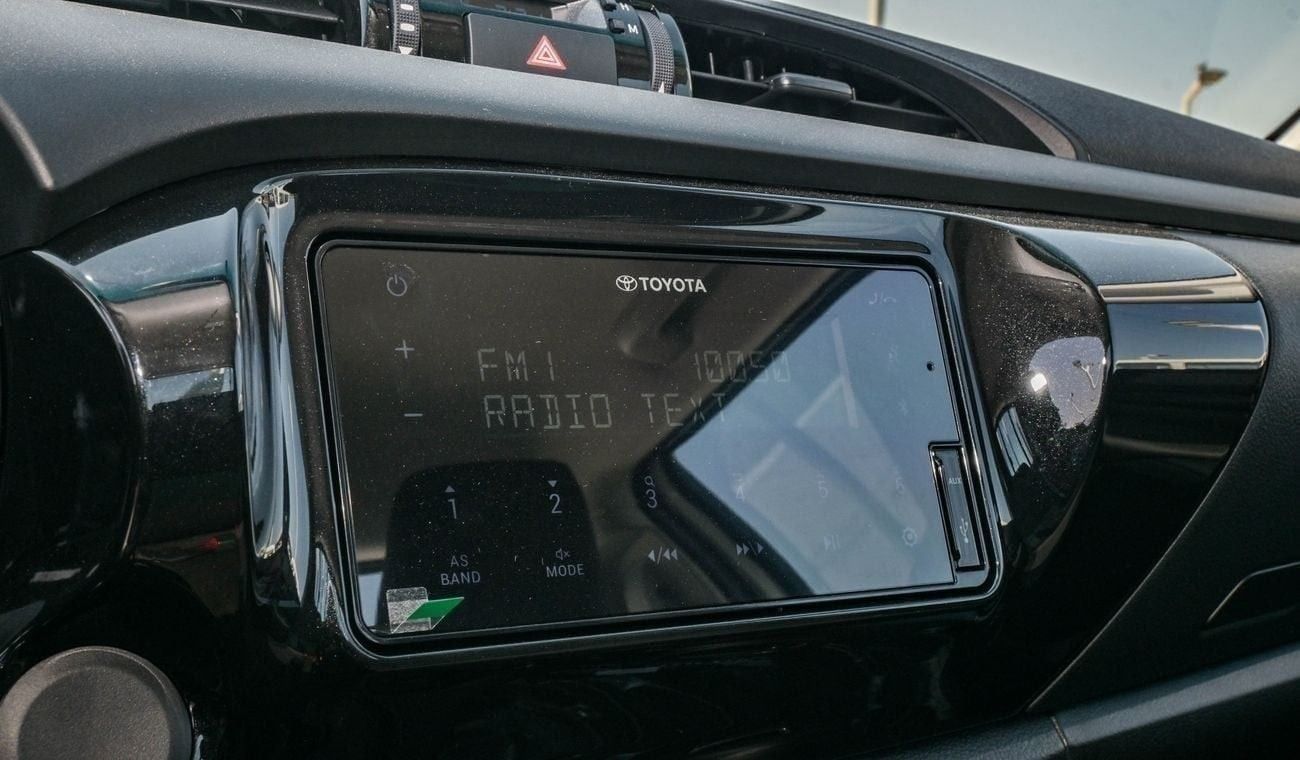 M
TOYOTA
+
FM1 10050
−
RADIO TEXT
1 2 3 4 5 6
AS
BAND
MODE
AUX